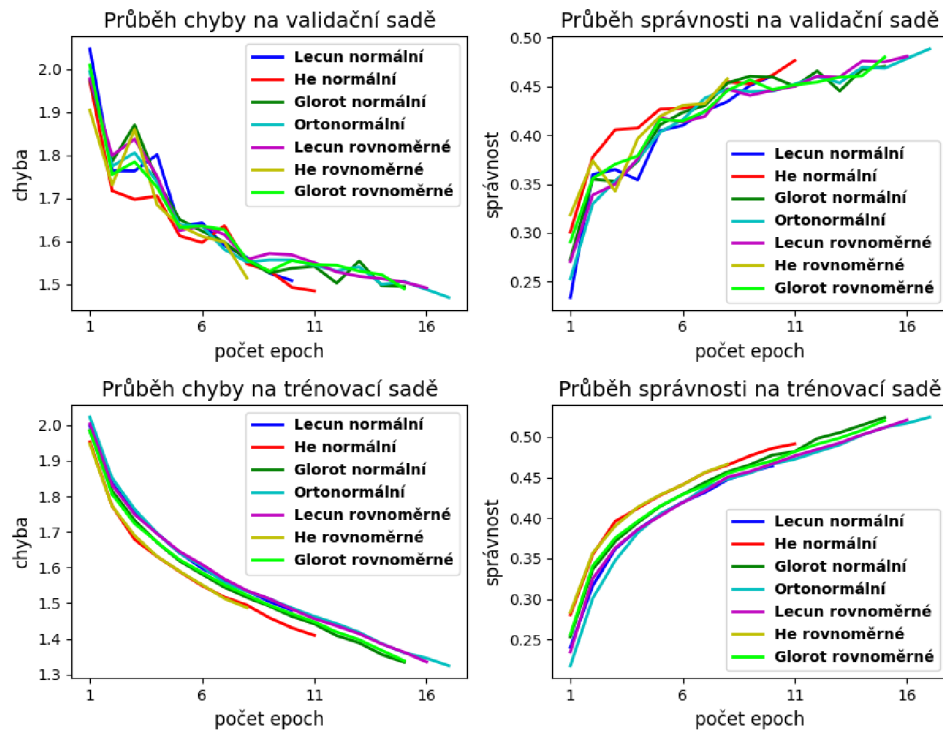 Průběh chyby na validační sadě
chyba
2.0
1.9
1.8
1.7
1.6
1.5
1
6
11
16
počet epoch
Lecun normální
He normální
Glorot normální
Ortonormální
Lecun rovnoměrné
He rovnoměrné
Glorot rovnoměrné
Průběh správnosti na validační sadě
správnost
0.50
0.45
0.40
0.35
0.30
0.25
1
6
11
16
počet epoch
Lecun normální
He normální
Glorot normální
Ortonormální
Lecun rovnoměrné
He rovnoměrné
Glorot rovnoměrné
Průběh chyby na trénovací sadě
chyba
2.0
1.9
1.8
1.7
1.6
1.5
1.4
1.3
1
6
11
16
počet epoch
Lecun normální
He normální
Glorot normální
Ortonormální
Lecun rovnoměrné
He rovnoměrné
Glorot rovnoměrné
Průběh správnosti na trénovací sadě
správnost
0.50
0.45
0.40
0.35
0.30
0.25
1
6
11
16
počet epoch
Lecun normální
He normální
Glorot normální
Ortonormální
Lecun rovnoměrné
He rovnoměrné
Glorot rovnoměrné